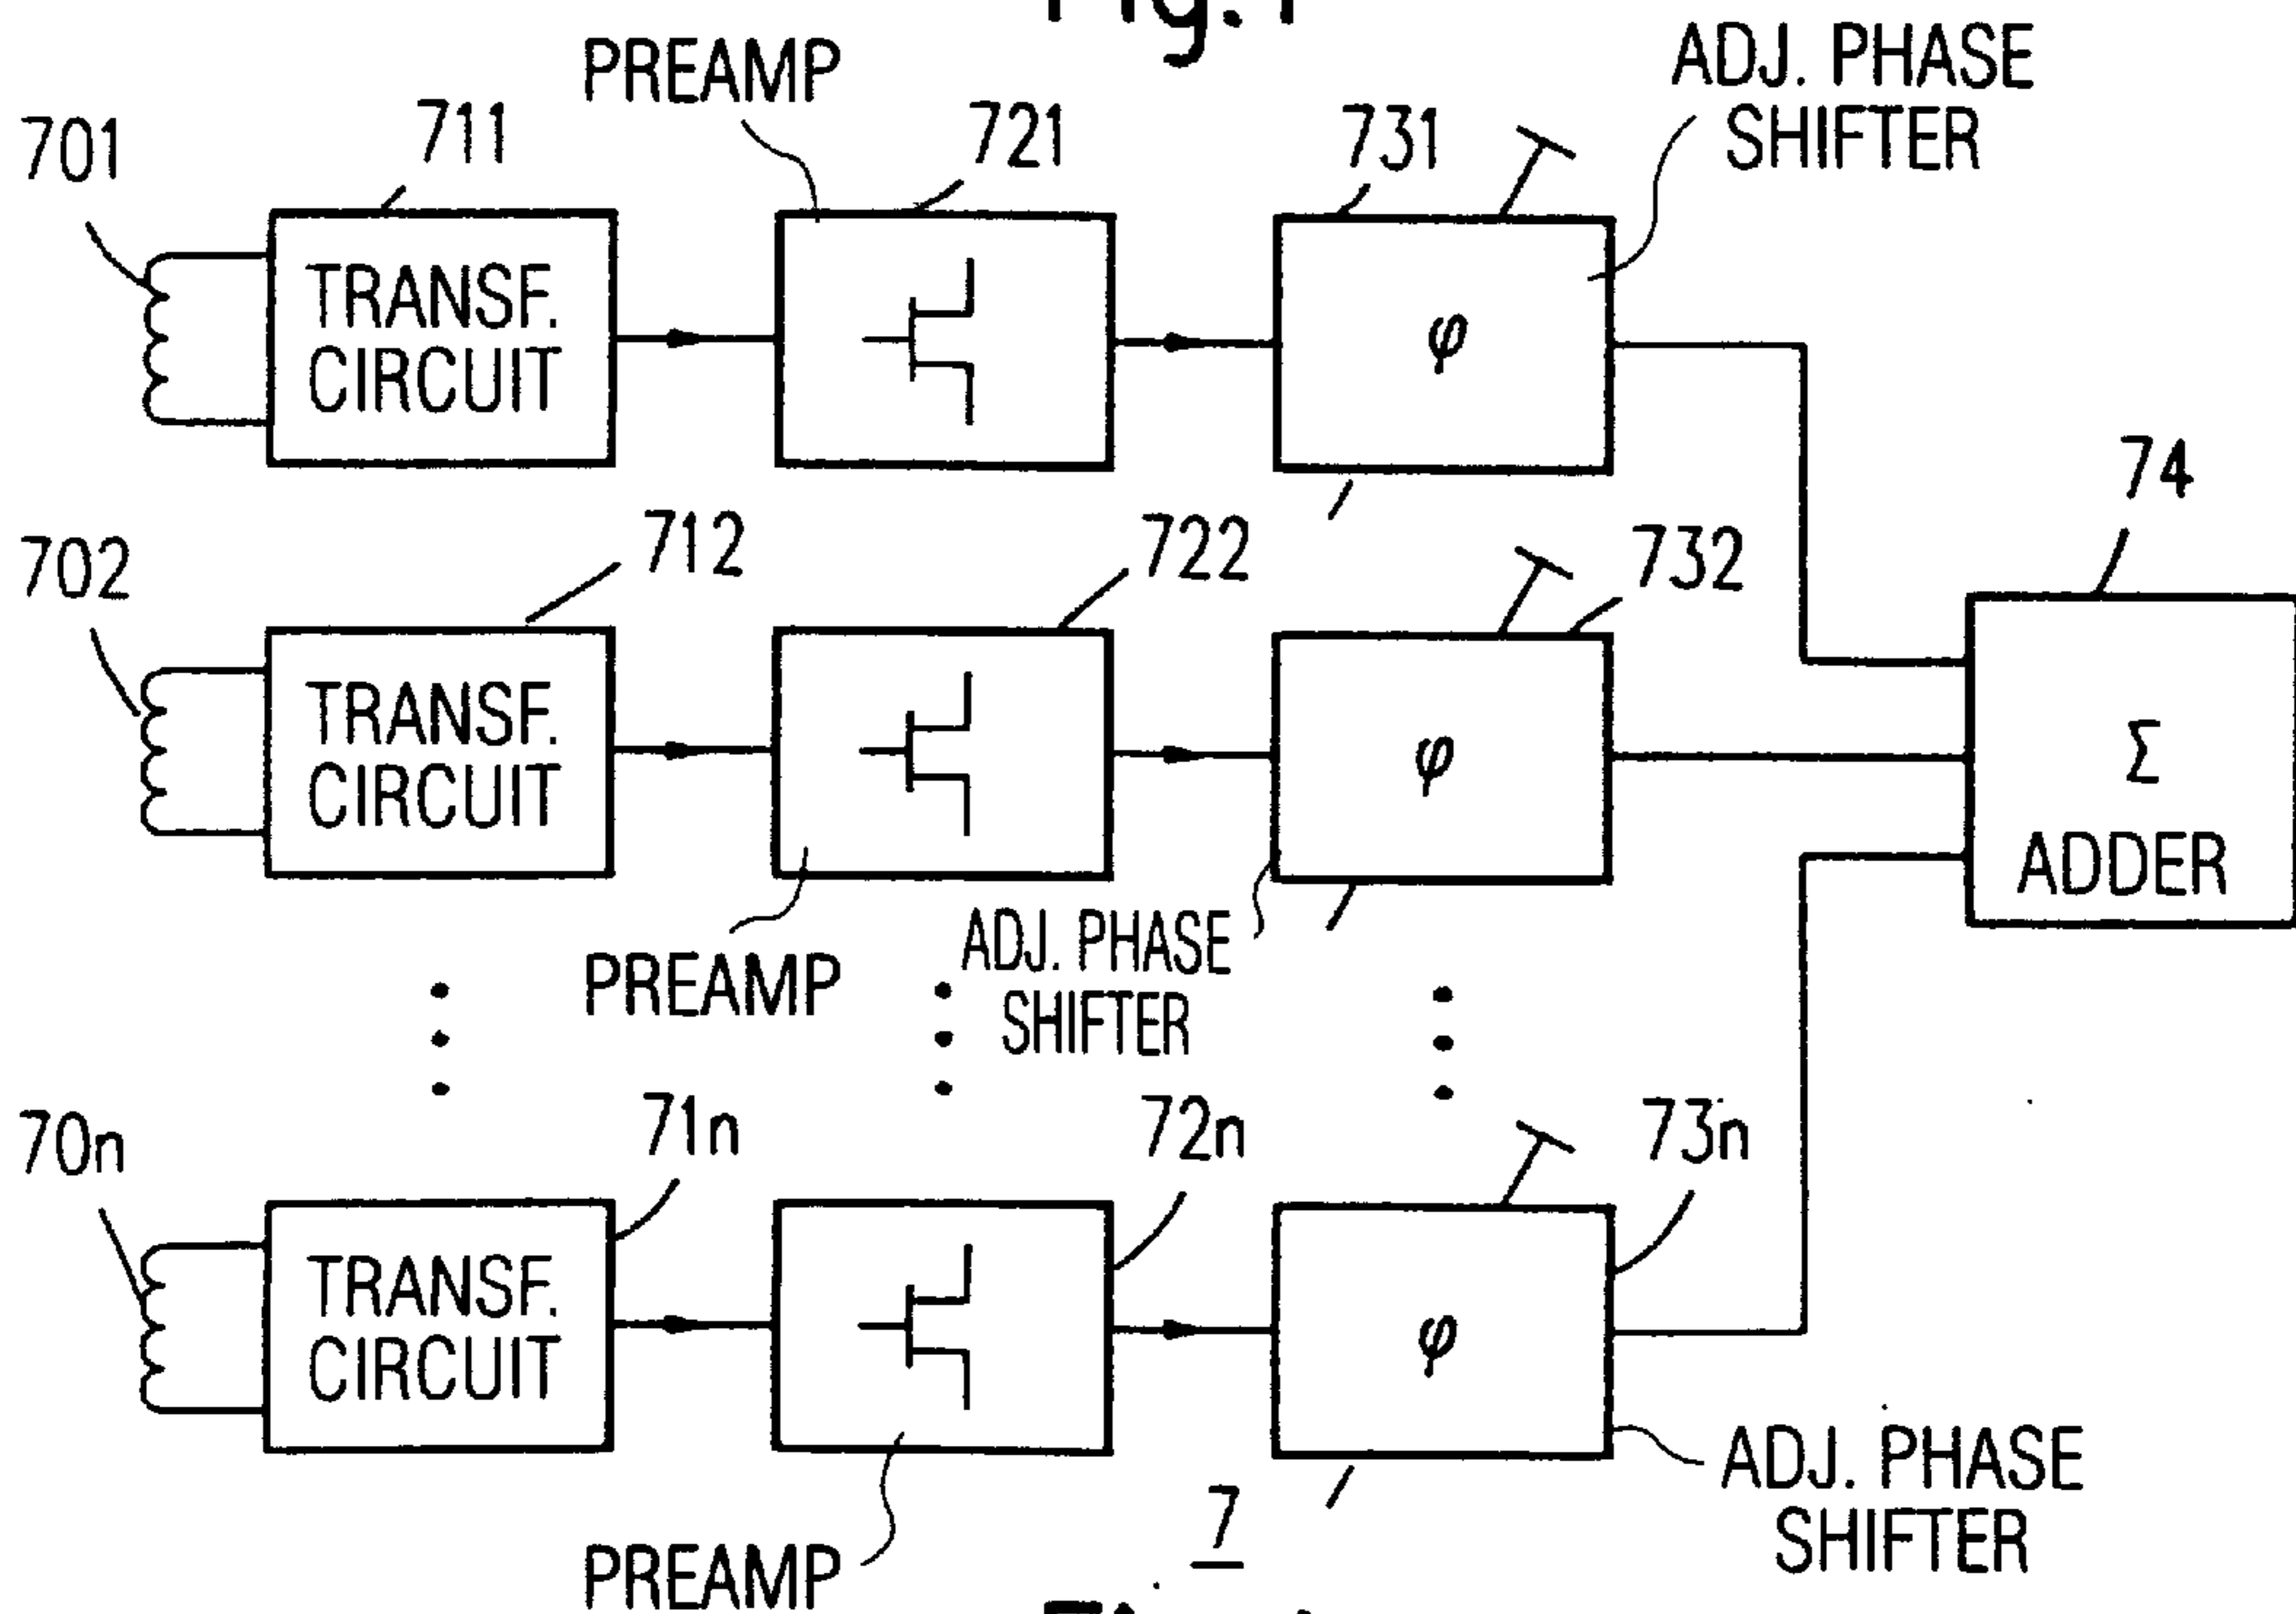 Fig.1
PREAMP
ADJ. PHASE
SHIFTER
701
711
721
731
TRANSF.
CIRCUIT
φ
74
702
712
722
732
TRANSF.
CIRCUIT
φ
Σ
ADDER
PREAMP
ADJ. PHASE
SHIFTER
70n
71n
72n
73n
TRANSF.
CIRCUIT
φ
ADJ. PHASE
SHIFTER
PREAMP
7